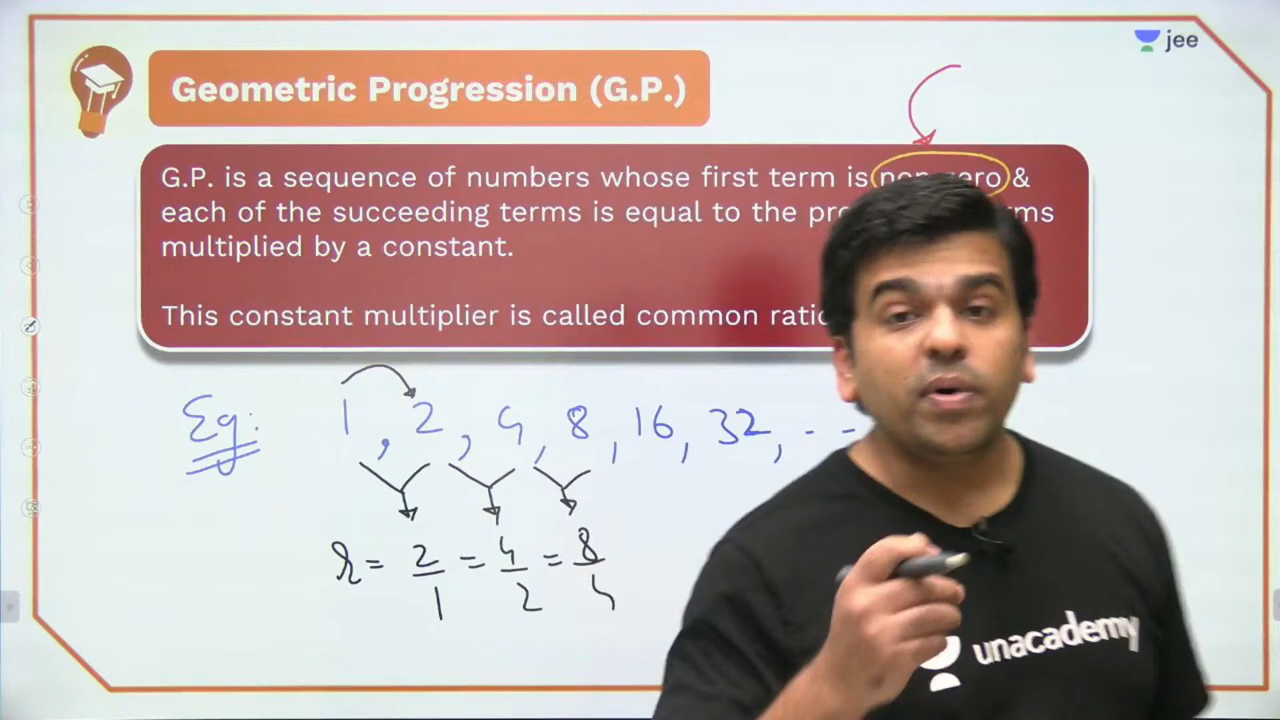 jee
Geometric Progression (G.P.)
G.P. is a sequence of numbers whose first term is non zero &
each of the succeeding terms is equal to the terms
multiplied by a constant.
This constant multiplier is called common
Eg: 1, 2, 4, 8, 16, 32, - -
r = 2/1 = 4/2 = 8/4
unacademy